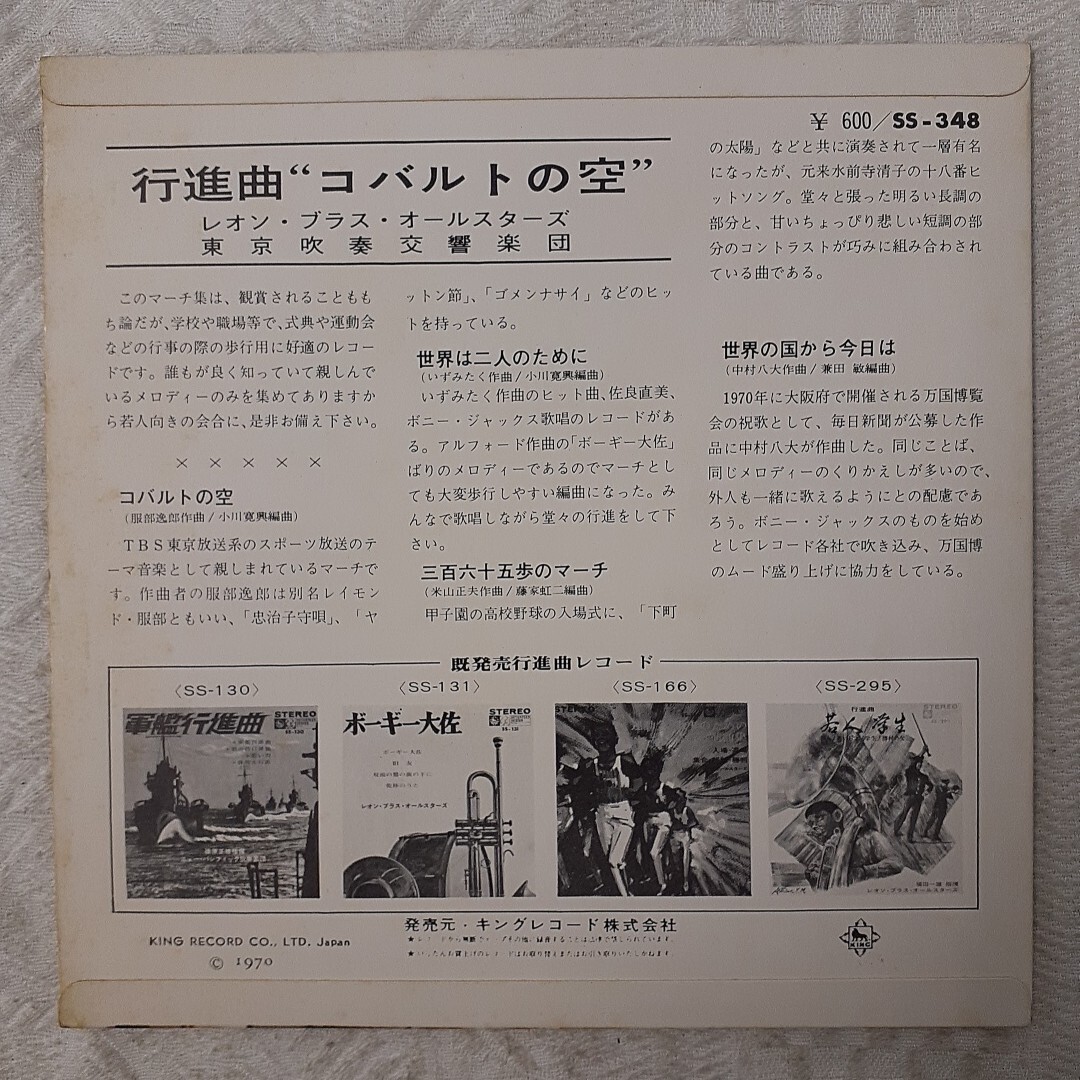 ¥ 600/SS-348
行進曲“コバルトの空”
レオン・ブラス・オールスターズ
東京吹奏交響楽団
このマーチ集は、観賞されることもも
ち論だが、学校や職場等で、式典や運動会
などの行事の際の歩行用に好適のレコー
ドです。誰もが良く知っていて親しんで
いるメロディーのみを集めてありますか
ら若人向きの会合に、是非お備え下さい。
×××××
コバルトの空
(服部逸郎作曲/小川寛興編曲)
TBS東京放送系のスポーツ放送のテ
ーマ音楽として親しまれているマーチで
す。作曲者の服部逸郎は別名レイモン
ド・服部ともいい、「忠治子守唄」、「ヤ
ットン節」、「ゴメンナサイ」などのヒッ
トを持っている。
世界は二人のために
(いずみたく作曲/小川寛興編曲)
いずみたく作曲のヒット曲、佐良直美、
ボニー・ジャックス歌唱のレコードがあ
る。アルフォード作曲の「ボーギー大佐」
ばりのメロディーであるのでマーチとし
ても大変歩行しやすい編曲になった。み
んなで歌唱しながら堂々の行進をして下
さい。
三百六十五歩のマーチ
(米山正夫作曲/藤家虹二編曲)
甲子園の高校野球の入場式に、「下町
の太陽」などと共に演奏されて一層有名
になったが、元来水前寺清子の十八番ヒ
ットソング。堂々と張った明るい長調の
部分と、甘いちょっぴり悲しい短調の部
分のコントラストが巧みに組み合わされ
ている曲である。
世界の国から今日は
(中村八大作曲/兼田 敏編曲)
1970年に大阪府で開催される万国博覧
会の祝歌として、毎日新聞が公募した作
品に中村八大が作曲した。同じことば、
同じメロディーのくりかえしが多いので、
外人も一緒に歌えるようにとの配慮であ
ろう。ボニー・ジャックスのものを始め
としてレコード各社で吹き込み、万国博
のムード盛り上げに協力をしている。
既発売行進曲レコード
〈SS-130〉
〈SS-131〉
〈SS-166〉
〈SS-295〉
軍艦行進曲
STEREO
SS-130
ボーギー大佐
STEREO
SS-131
ボーギー大佐
旧友
レオン・ブラス・オールスターズ
STEREO
行進曲
レオン・ブラス・オールスターズ
発売元・キングレコード株式会社
KING RECORD CO., LTD. Japan
© 1970
KING